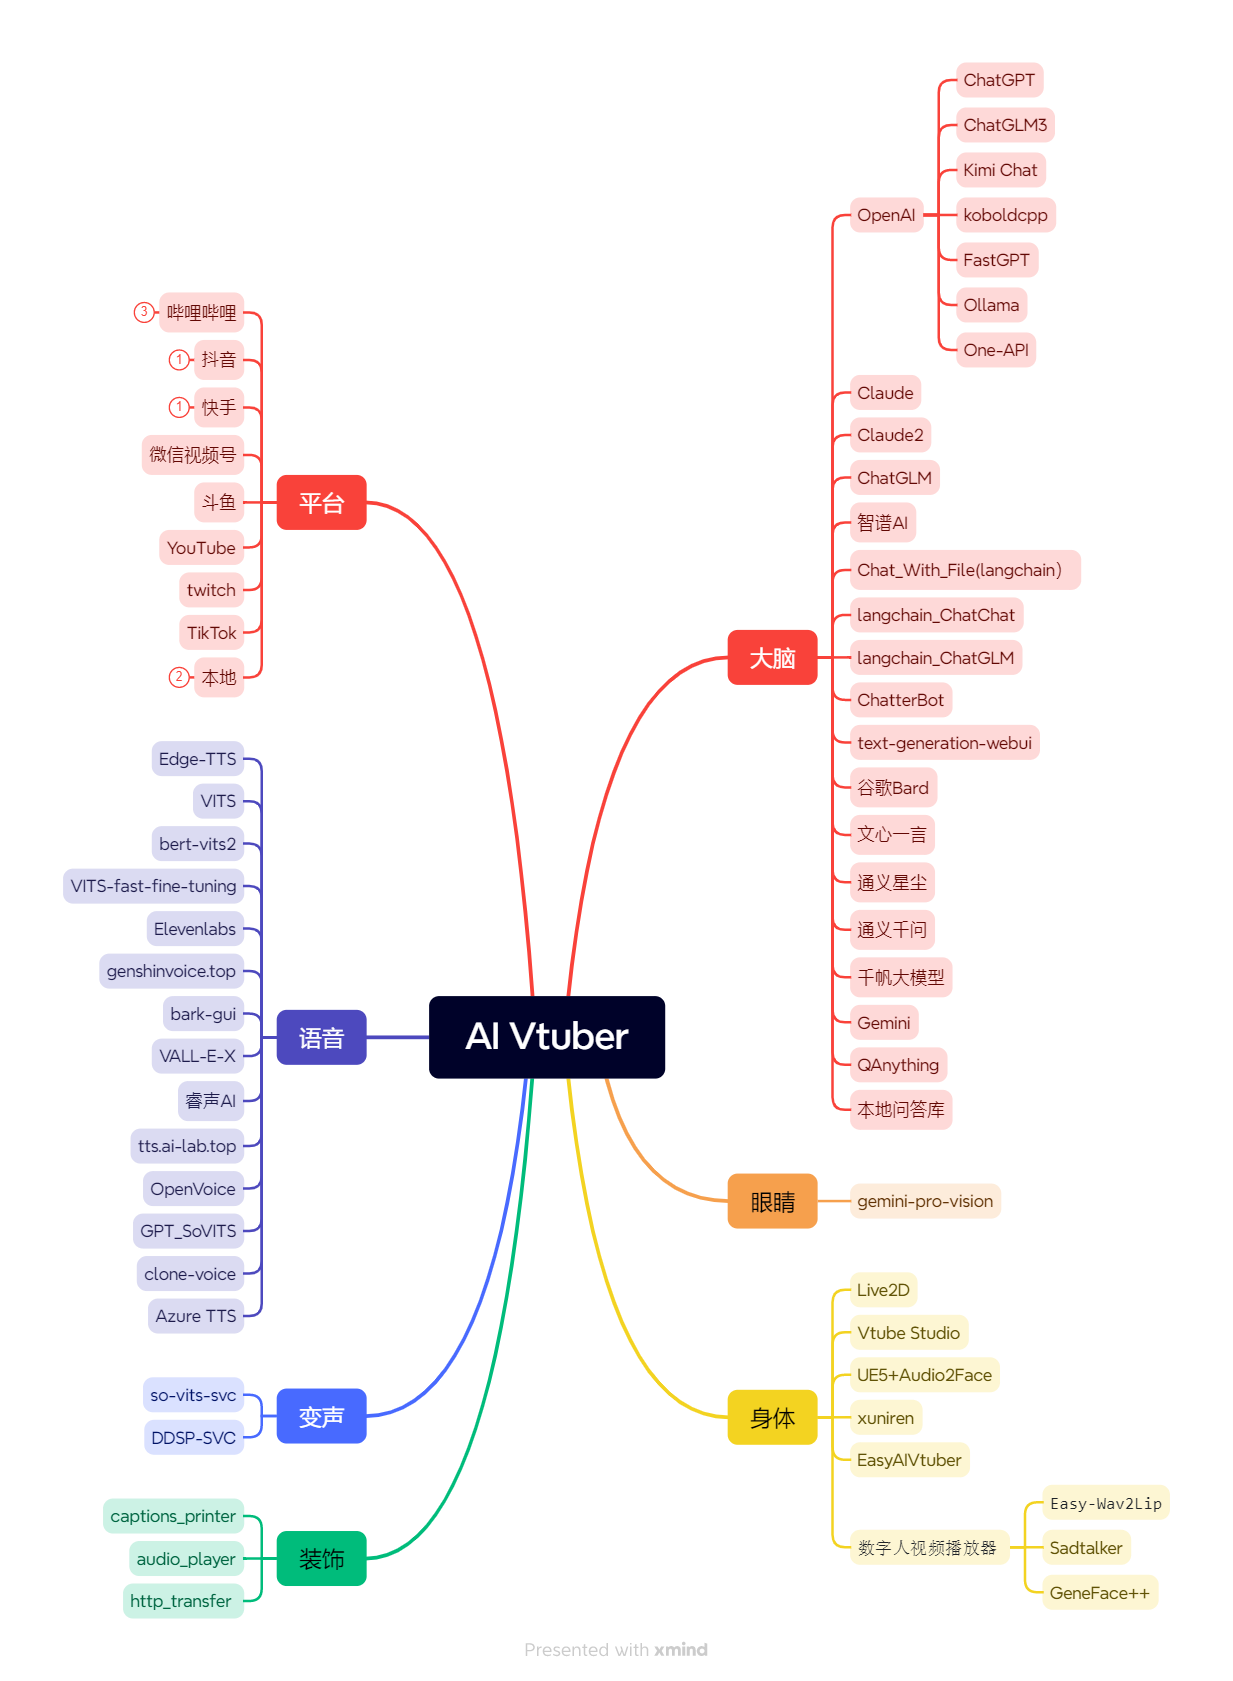 AI Vtuber
平台
3
哔哩哔哩
1
抖音
1
快手
微信视频号
斗鱼
YouTube
twitch
TikTok
2
本地
语音
Edge-TTS
VITS
bert-vits2
VITS-fast-fine-tuning
Elevenlabs
genshinvoice.top
bark-gui
VALL-E-X
睿声AI
tts.ai-lab.top
OpenVoice
GPT_SoVITS
clone-voice
Azure TTS
变声
so-vits-svc
DDSP-SVC
装饰
captions_printer
audio_player
http_transfer
大脑
OpenAI
ChatGPT
ChatGLM3
Kimi Chat
koboldcpp
FastGPT
Ollama
One-API
Claude
Claude2
ChatGLM
智谱AI
Chat_With_File(langchain）
langchain_ChatChat
langchain_ChatGLM
ChatterBot
text-generation-webui
谷歌Bard
文心一言
通义星尘
通义千问
千帆大模型
Gemini
QAnything
本地问答库
眼睛
gemini-pro-vision
身体
Live2D
Vtube Studio
UE5+Audio2Face
xuniren
EasyAIVtuber
数字人视频播放器
Easy-Wav2Lip
Sadtalker
GeneFace++
Presented with xmind